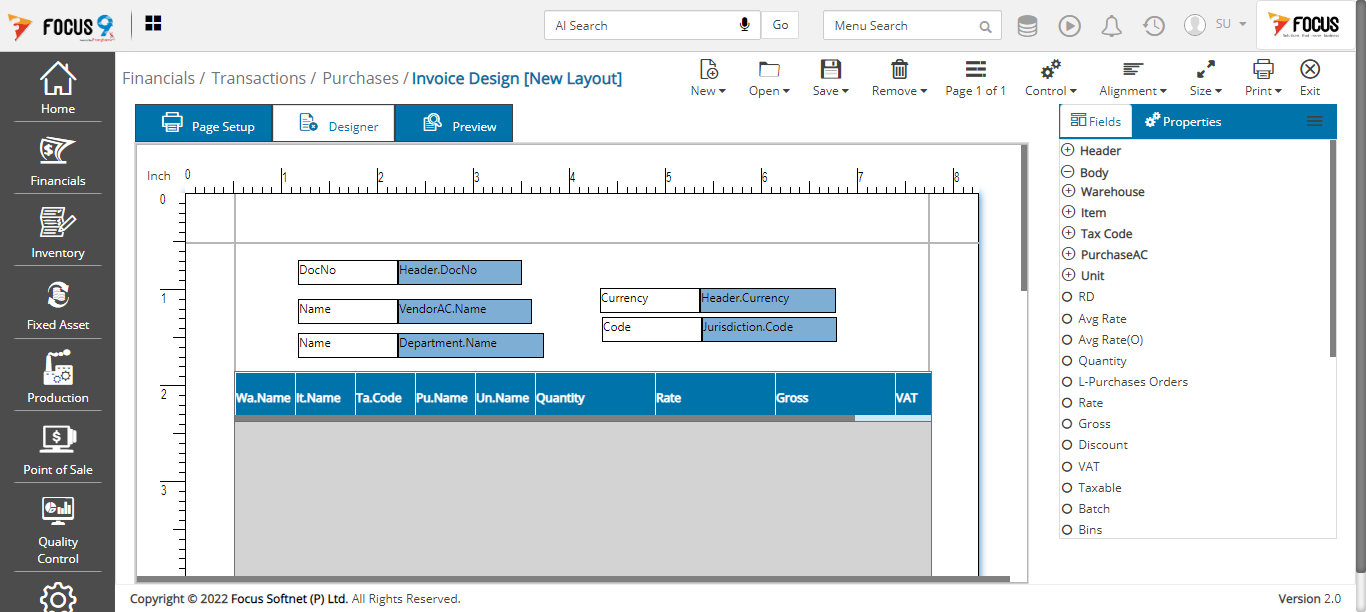 FOCUS 9
AI Search
Go
Menu Search
SU
FOCUS
Financials / Transactions / Purchases / Invoice Design [New Layout]
New
Open
Save
Remove
Page 1 of 1
Control
Alignment
Size
Print
Exit
Home
Financials
Inventory
Fixed Asset
Production
Point of Sale
Quality
Control
Page Setup
Designer
Preview
Inch 0 1 2 3 4 5 6 7 8
0
1
2
3
DocNo Header.DocNo
Name VendorAC.Name
Name Department.Name
Currency Header.Currency
Code Jurisdiction.Code
Wa.Name It.Name Ta.Code Pu.Name Un.Name Quantity Rate Gross VAT
Fields
Properties
Header
Body
Warehouse
Item
Tax Code
PurchaseAC
Unit
RD
Avg Rate
Avg Rate(O)
Quantity
L-Purchases Orders
Rate
Gross
Discount
VAT
Taxable
Batch
Bins
Copyright © 2022 Focus Softnet (P) Ltd. All Rights Reserved.
Version 2.0